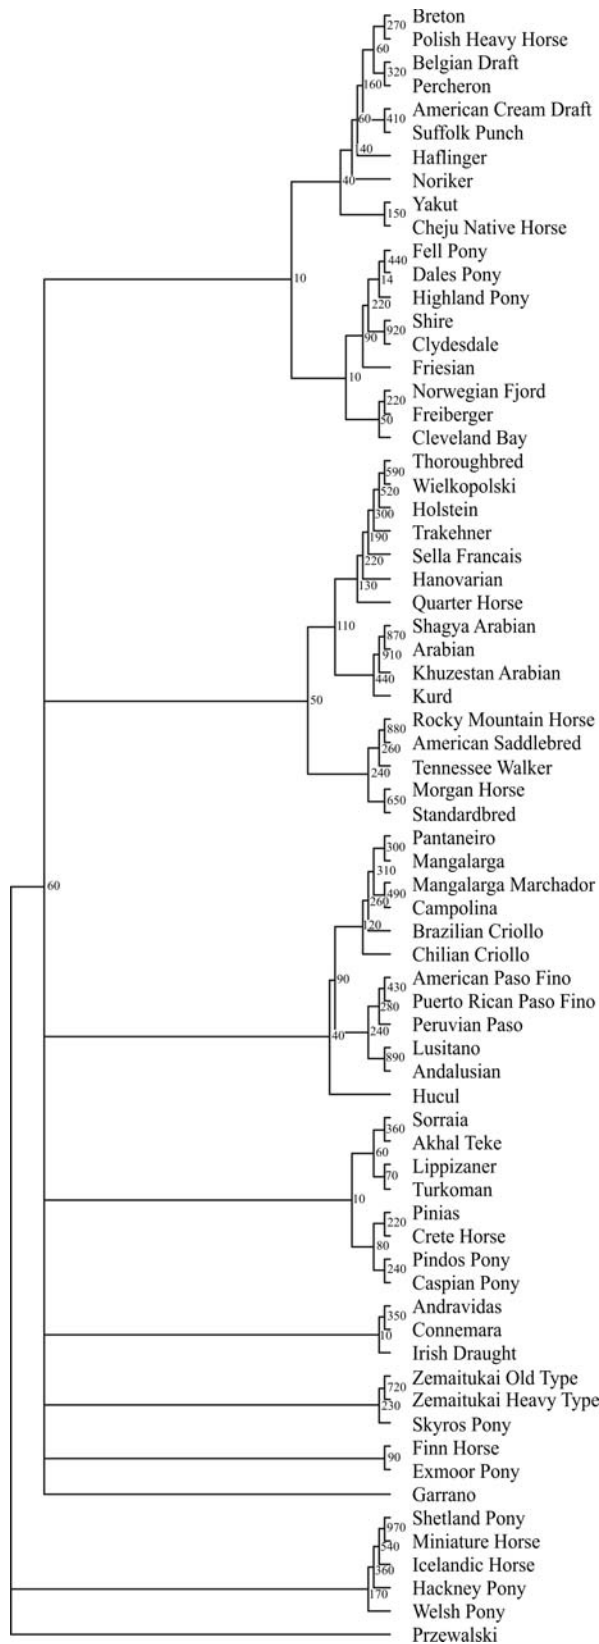 Breton
270
Polish Heavy Horse
60
Belgian Draft
320
160
Percheron
American Cream Draft
60
410
Suffolk Punch
140
Haflinger
40
Noriker
Yakut
150
Cheju Native Horse
Fell Pony
440
Dales Pony
14
10
Highland Pony
220
Shire
920
90
Clydesdale
Friesian
10
Norwegian Fjord
220
Freiberger
50
Cleveland Bay
Thoroughbred
590
Wielkopolski
520
Holstein
300
Trakehner
190
Sella Francais
220
Hanovarian
130
Quarter Horse
Shagya Arabian
110
870
Arabian
910
Khuzestan Arabian
440
Kurd
50
Rocky Mountain Horse
880
American Saddlebred
260
Tennessee Walker
240
Morgan Horse
650
Standardbred
Pantaneiro
300
Mangalarga
310
Mangalarga Marchador
60
490
260
Campolina
120
Brazilian Criollo
Chilian Criollo
90
American Paso Fino
430
Puerto Rican Paso Fino
280
Peruvian Paso
40
240
Lusitano
890
Andalusian
Hucul
Sorraia
360
Akhal Teke
60
Lippizaner
70
Turkoman
10
Pinias
220
Crete Horse
80
Pindos Pony
240
Caspian Pony
Andravidas
350
Connemara
10
Irish Draught
Zemaitukai Old Type
720
Zemaitukai Heavy Type
230
Skyros Pony
Finn Horse
90
Exmoor Pony
Garrano
Shetland Pony
970
Miniature Horse
540
Icelandic Horse
360
Hackney Pony
170
Welsh Pony
Przewalski